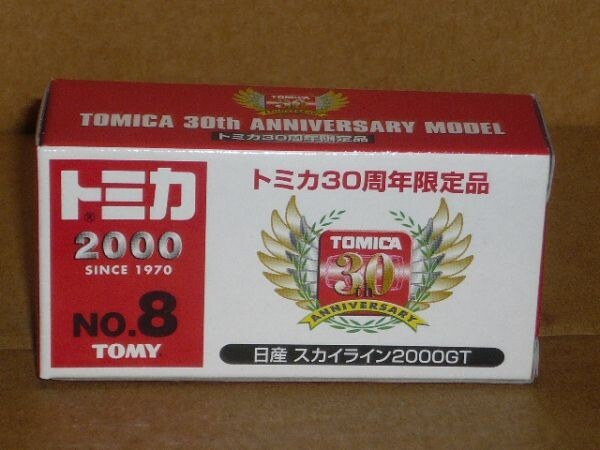 TOMICA 30th ANNIVERSARY MODEL
トミカ30周年限定品
トミカ®
2000
SINCE 1970
NO.8
TOMY
トミカ30周年限定品
TOMICA
30th
ANNIVERSARY
日産 スカイライン2000GT